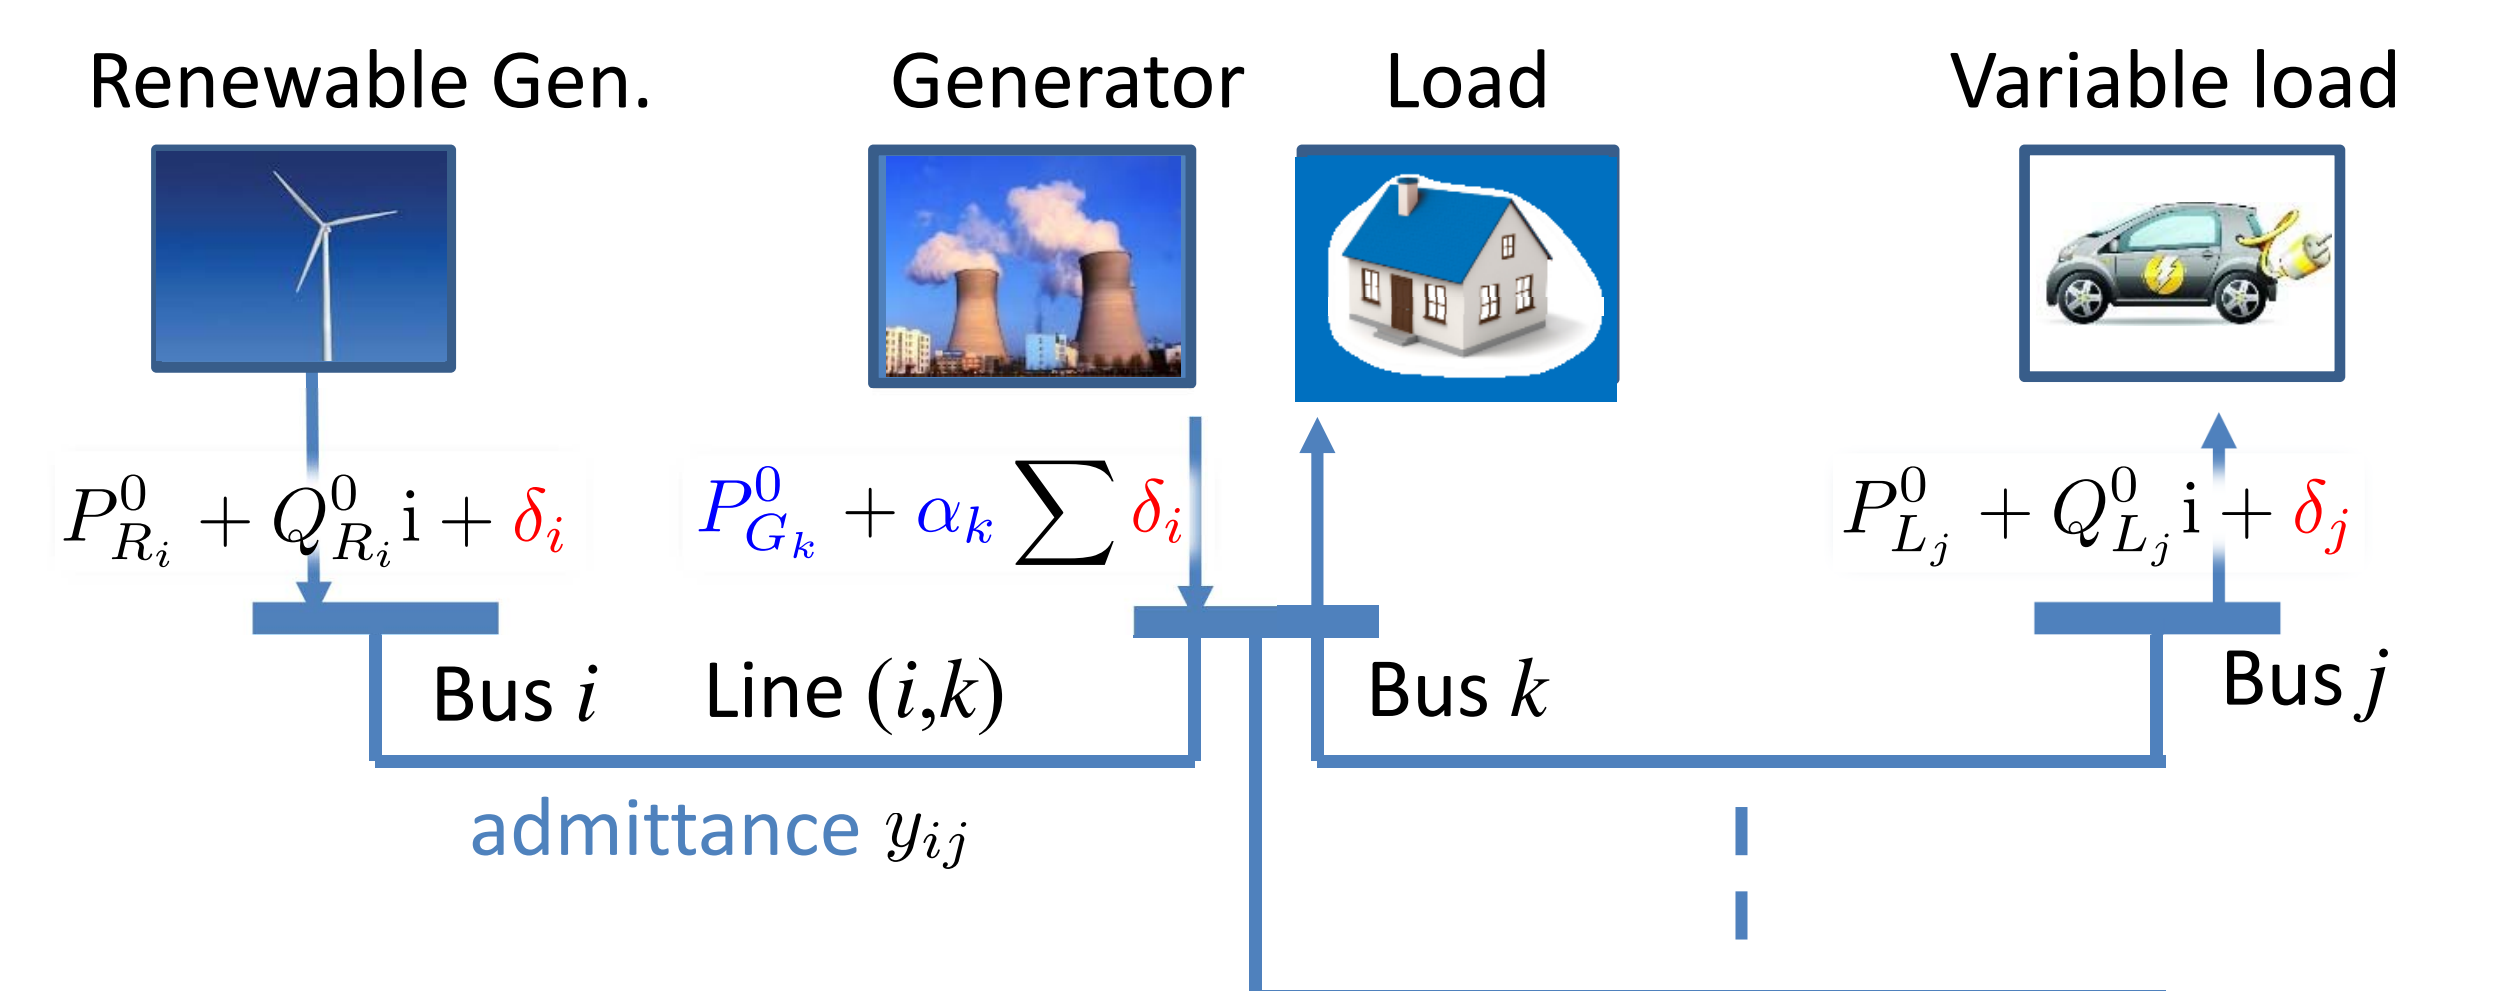 Renewable Gen. Generator Load Variable load
P^0_{R_i} + Q^0_{R_i} i + δ_i P^0_{G_k} + α_k ∑ δ_i P^0_{L_j} + Q^0_{L_j} i + δ_j
Bus i Line (i,k) Bus k Bus j
admittance y_{ij}